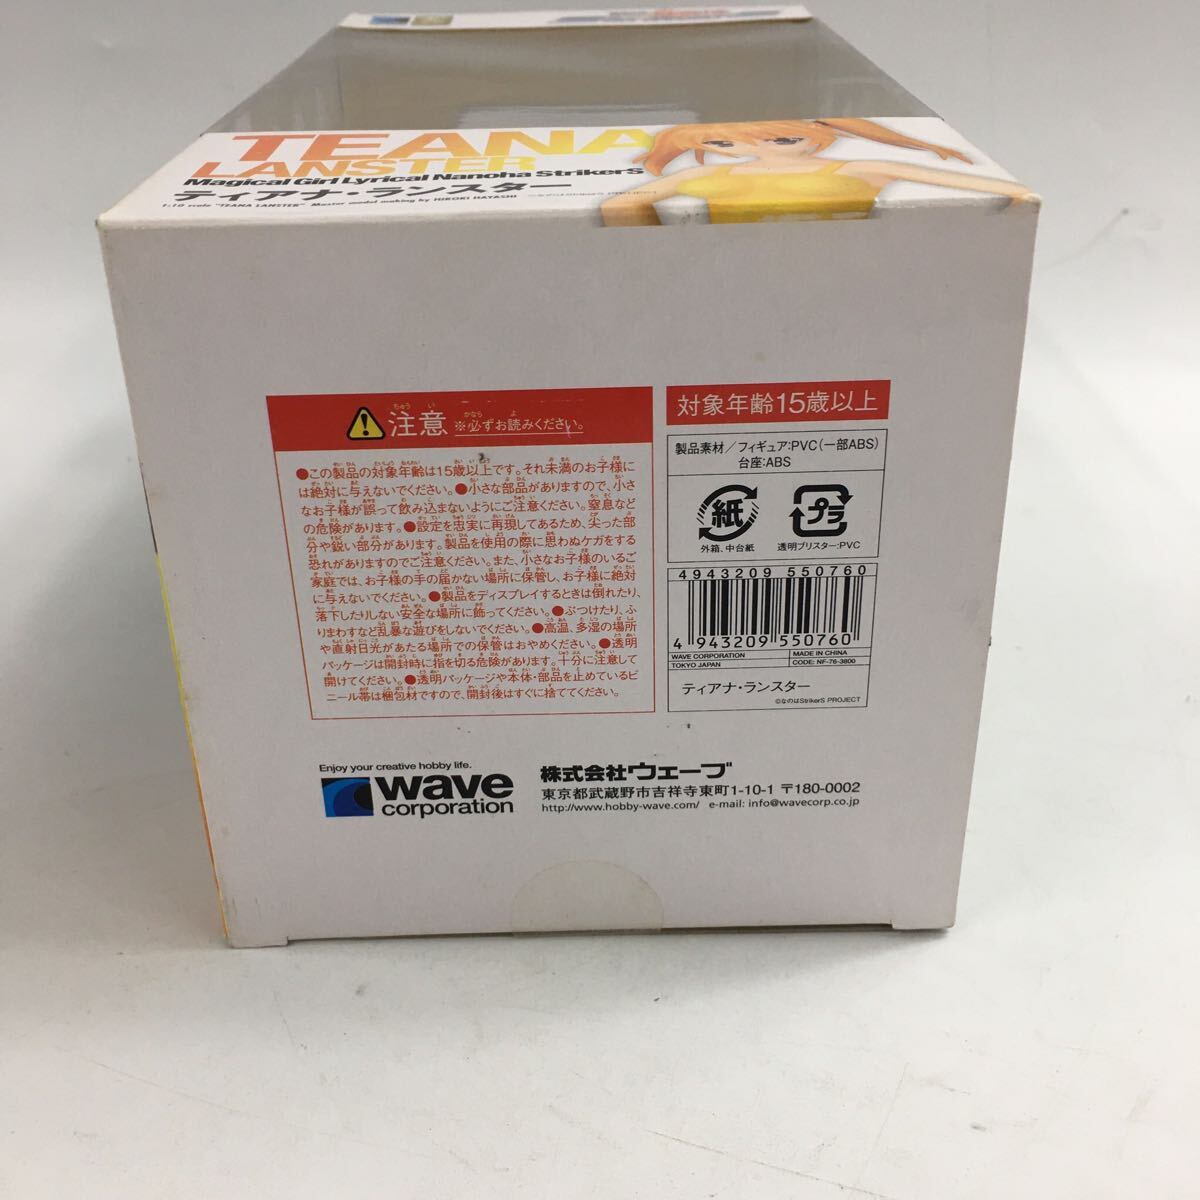 TEANA
LANSTER
Magical Girl Lyrical Nanoha StrikerS
ティアナ・ランスター
1:10 scale "TEANA LANSTER" Master model making by HIROKI HAYASHI
注意 ※必ずお読みください。
●この製品の対象年齢は15歳以上です。それ未満のお子様に
は絶対に与えないでください。●小さな部品がありますので、小さ
なお子様が誤って飲み込まないようにご注意ください。窒息など
の危険があります。●設定を忠実に再現してあるため、尖った部
分や鋭い部分があります。製品を使用の際に思わぬケガをする
恐れがありますのでご注意ください。また、小さなお子様のいるご
家庭では、お子様の手の届かない場所に保管し、お子様に絶対
に与えないでください。●製品をディスプレイするときは倒れたり、
落下したりしない安全な場所に飾ってください。●ぶつけたり、ふ
りまわすなど乱暴な遊びをしないでください。●高温、多湿の場所
や直射日光があたる場所での保管はおやめください。●透明
パッケージは開封時に指を切る危険があります。十分に注意して
開けてください。●透明パッケージや本体・部品を止めているビ
ニール帯は梱包材ですので、開封後はすぐに捨ててください。
対象年齢15歳以上
製品素材／フィギュア:PVC(一部ABS)
台座:ABS
紙
外箱、中台紙
プラ
透明ブリスター:PVC
4943209 550760
4 943209 550760
WAVE CORPORATION
TOKYO JAPAN
MADE IN CHINA
CODE: NF-76-3800
ティアナ・ランスター
©なのはStrikerS PROJECT
Enjoy your creative hobby life.
wave
corporation
株式会社ウェーブ
東京都武蔵野市吉祥寺東町1-10-1 〒180-0002
http://www.hobby-wave.com/ e-mail: info@wavecorp.co.jp